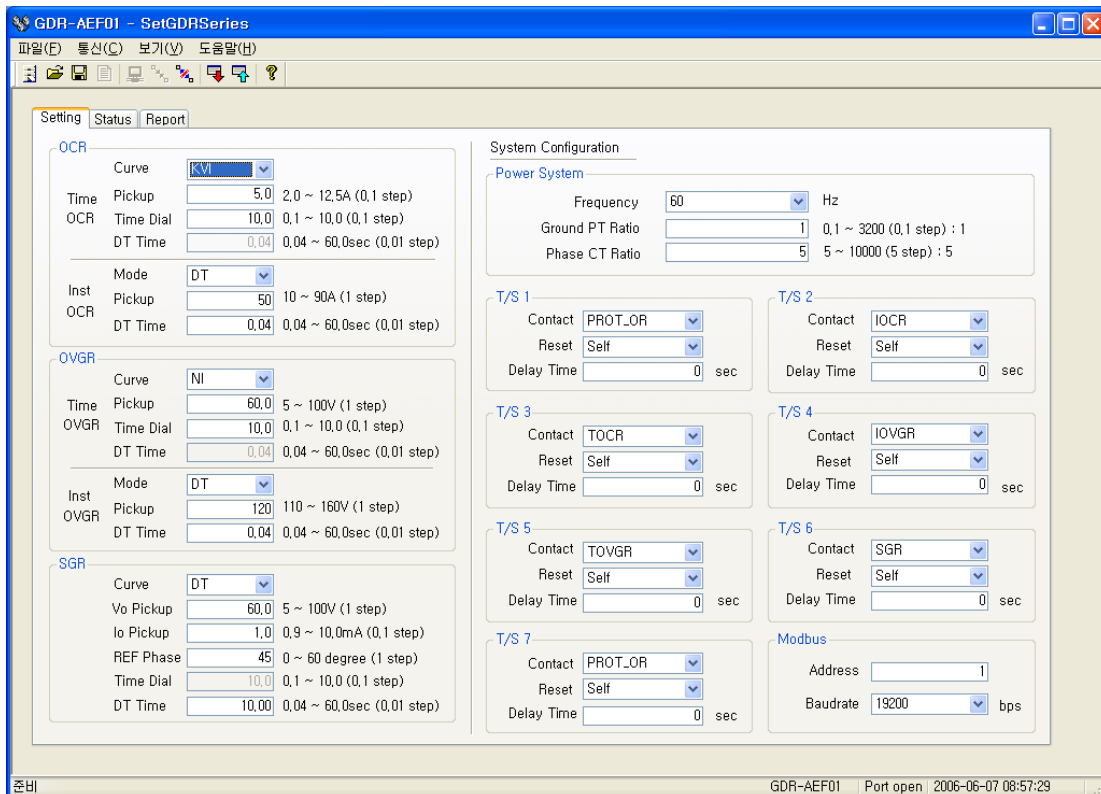 GDR-AEF01 - SetGDRSeries
파일(F) 통신(C) 보기(V) 도움말(H)
Setting Status Report
OCR
Curve KVI
Time OCR
Pickup 5,0 2,0 ~ 12,5A (0,1 step)
Time Dial 10,0 0,1 ~ 10,0 (0,1 step)
DT Time 0,04 0,04 ~ 60,0sec (0,01 step)
Inst OCR
Mode DT
Pickup 50 10 ~ 90A (1 step)
DT Time 0,04 0,04 ~ 60,0sec (0,01 step)
OVGR
Curve NI
Time OVGR
Pickup 60,0 5 ~ 100V (1 step)
Time Dial 10,0 0,1 ~ 10,0 (0,1 step)
DT Time 0,04 0,04 ~ 60,0sec (0,01 step)
Inst OVGR
Mode DT
Pickup 120 110 ~ 160V (1 step)
DT Time 0,04 0,04 ~ 60,0sec (0,01 step)
SGR
Curve DT
Vo Pickup 60,0 5 ~ 100V (1 step)
Io Pickup 1,0 0,9 ~ 10,0mA (0,1 step)
REF Phase 45 0 ~ 60 degree (1 step)
Time Dial 10,0 0,1 ~ 10,0 (0,1 step)
DT Time 10,00 0,04 ~ 60,0sec (0,01 step)
System Configuration
Power System
Frequency 60 Hz
Ground PT Ratio 1 0,1 ~ 3200 (0,1 step) : 1
Phase CT Ratio 5 5 ~ 10000 (5 step) : 5
T/S 1
Contact PROT_OR
Reset Self
Delay Time 0 sec
T/S 2
Contact IOCR
Reset Self
Delay Time 0 sec
T/S 3
Contact TOCR
Reset Self
Delay Time 0 sec
T/S 4
Contact IOVGR
Reset Self
Delay Time 0 sec
T/S 5
Contact TOVGR
Reset Self
Delay Time 0 sec
T/S 6
Contact SGR
Reset Self
Delay Time 0 sec
T/S 7
Contact PROT_OR
Reset Self
Delay Time 0 sec
Modbus
Address 1
Baudrate 19200 bps
준비 GDR-AEF01 Port open 2006-06-07 08:57:29